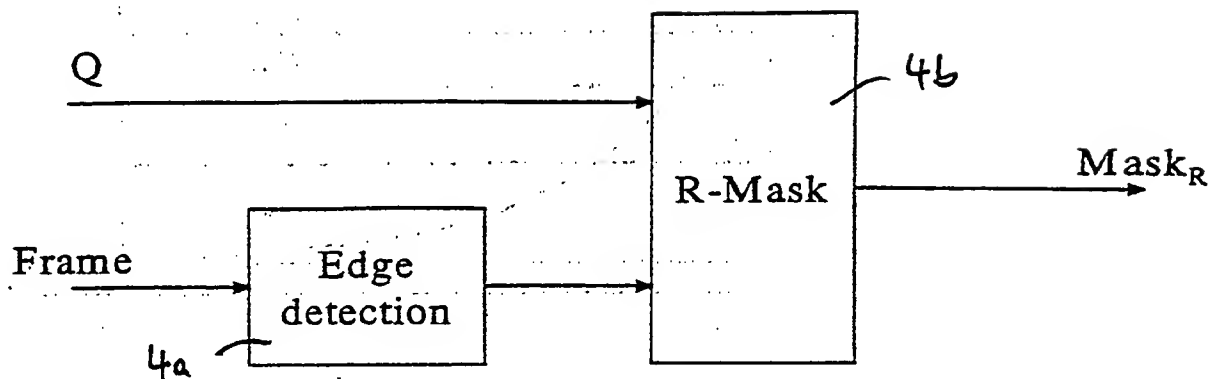 Q
4b
R-Mask
Mask_R
Frame
Edge
detection
4a